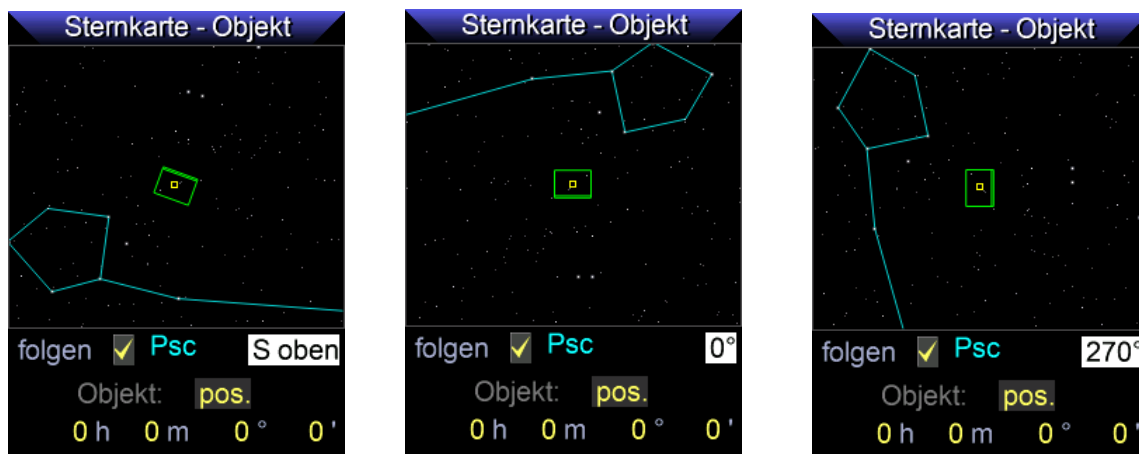 Sternkarte - Objekt
folgen Psc S oben
Objekt: pos.
0 h 0 m 0 ° 0 '
Sternkarte - Objekt
folgen Psc 0°
Objekt: pos.
0 h 0 m 0 ° 0 '
Sternkarte - Objekt
folgen Psc 270°
Objekt: pos.
0 h 0 m 0 ° 0 '